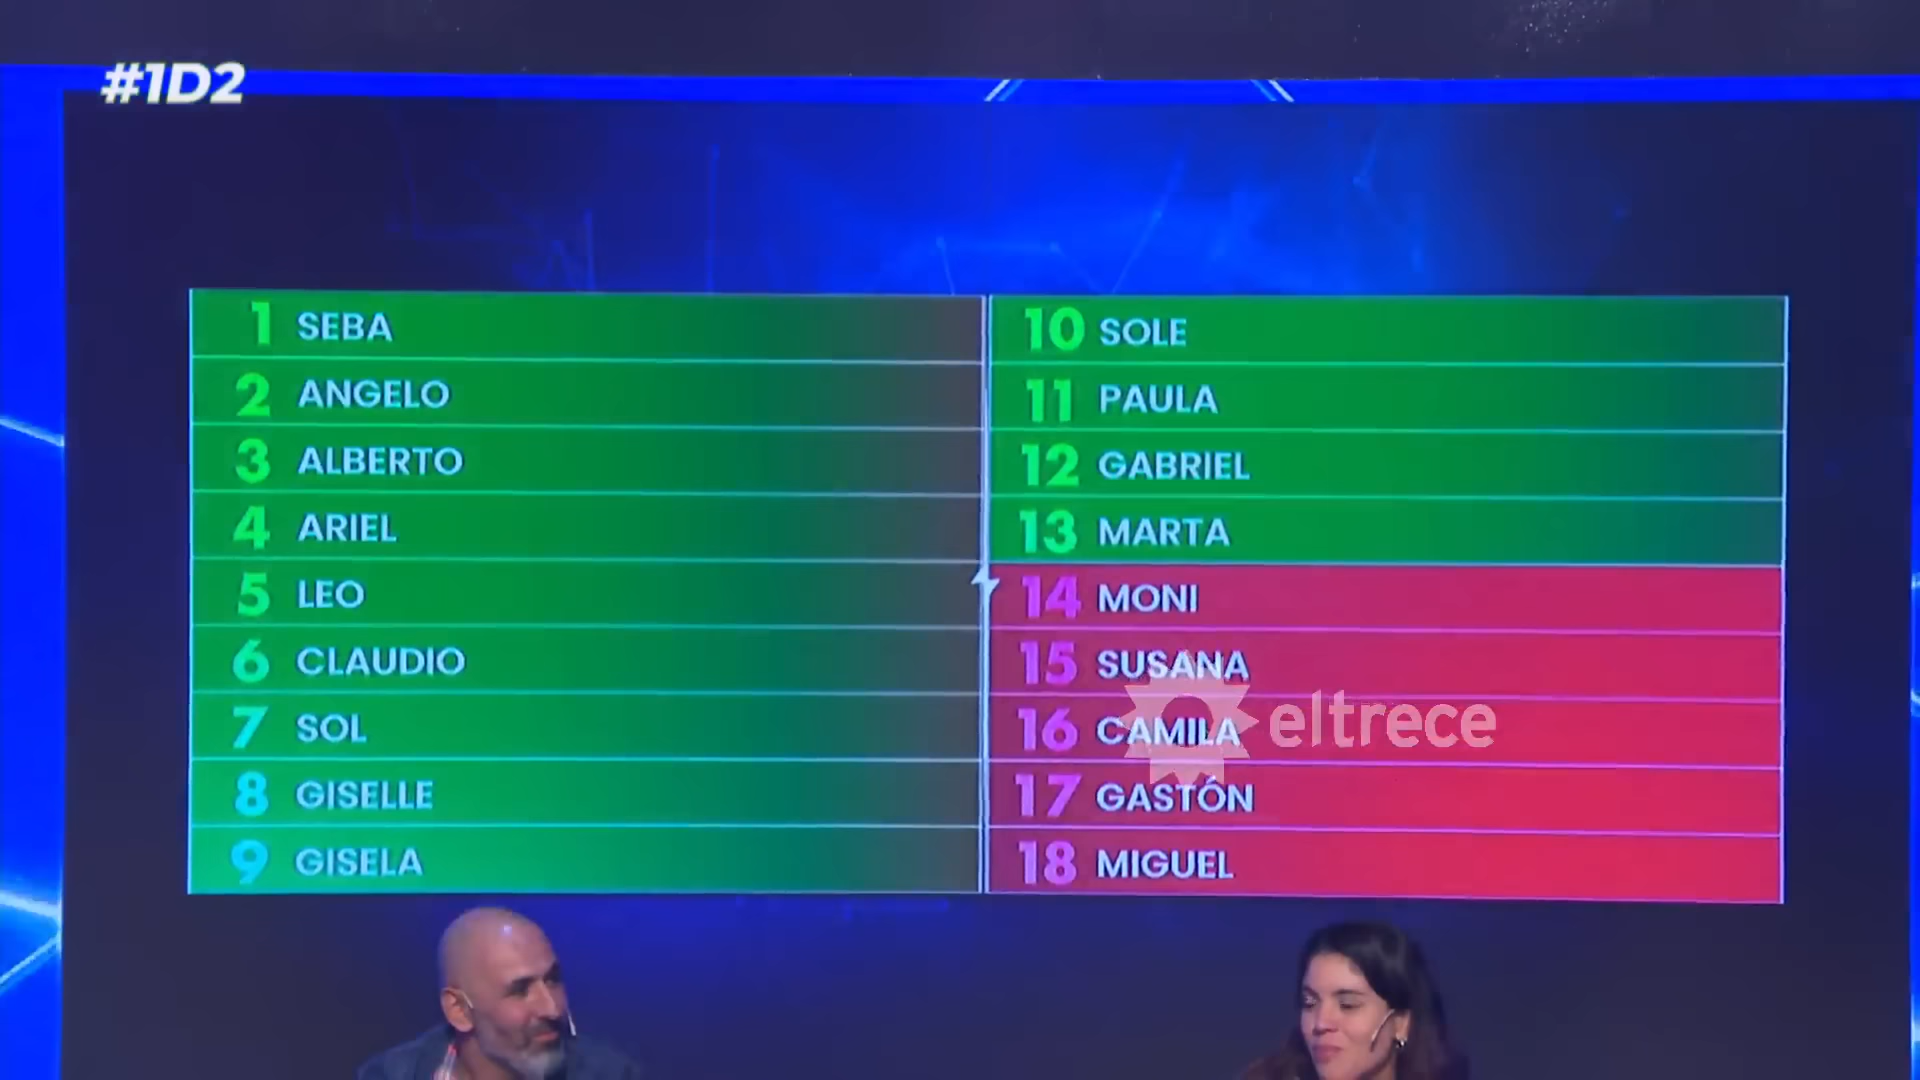 #1D2
1 SEBA
2 ANGELO
3 ALBERTO
4 ARIEL
5 LEO
6 CLAUDIO
7 SOL
8 GISELLE
9 GISELA
10 SOLE
11 PAULA
12 GABRIEL
13 MARTA
14 MONI
15 SUSANA
16 CAMILA
17 GASTÓN
18 MIGUEL
eltrece